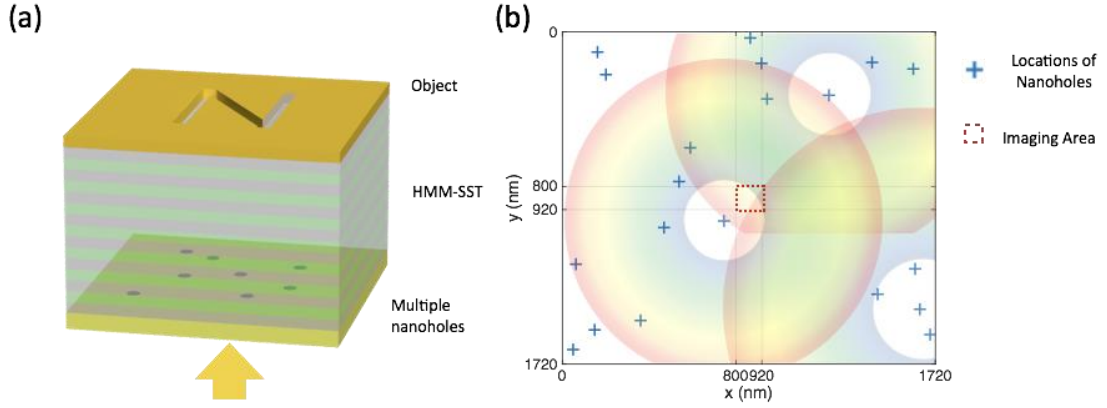 (a)
Object
HMM-SST
Multiple
nanoholes
(b)
0
800
920
1720
y (nm)
0
800920
1720
x (nm)
Locations of
Nanoholes
Imaging Area